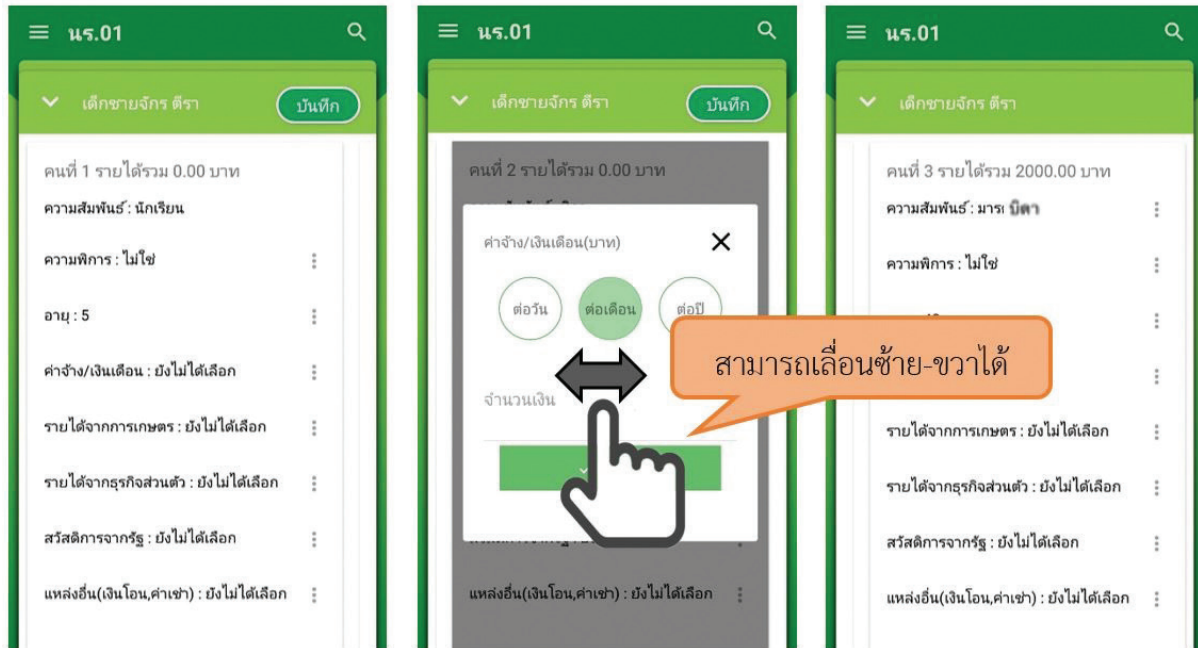 นร.01
เด็กชายจักร ตีรา
บันทึก
คนที่ 1 รายได้รวม 0.00 บาท
ความสัมพันธ์ : นักเรียน
ความพิการ : ไม่ใช่
อายุ : 5
ค่าจ้าง/เงินเดือน : ยังไม่ได้เลือก
รายได้จากการเกษตร : ยังไม่ได้เลือก
รายได้จากธุรกิจส่วนตัว : ยังไม่ได้เลือก
สวัสดิการจากรัฐ : ยังไม่ได้เลือก
แหล่งอื่น(เงินโอน,ค่าเช่า) : ยังไม่ได้เลือก
นร.01
เด็กชายจักร ตีรา
บันทึก
คนที่ 2 รายได้รวม 0.00 บาท
ค่าจ้าง/เงินเดือน(บาท)
ต่อวัน
ต่อเดือน
ต่อปี
จำนวนเงิน
แหล่งอื่น(เงินโอน,ค่าเช่า) : ยังไม่ได้เลือก
สามารถเลื่อนซ้าย-ขวาได้
นร.01
เด็กชายจักร ตีรา
คนที่ 3 รายได้รวม 2000.00 บาท
ความสัมพันธ์ : มาร บิดา
ความพิการ : ไม่ใช่
รายได้จากการเกษตร : ยังไม่ได้เลือก
รายได้จากธุรกิจส่วนตัว : ยังไม่ได้เลือก
สวัสดิการจากรัฐ : ยังไม่ได้เลือก
แหล่งอื่น(เงินโอน,ค่าเช่า) : ยังไม่ได้เลือก